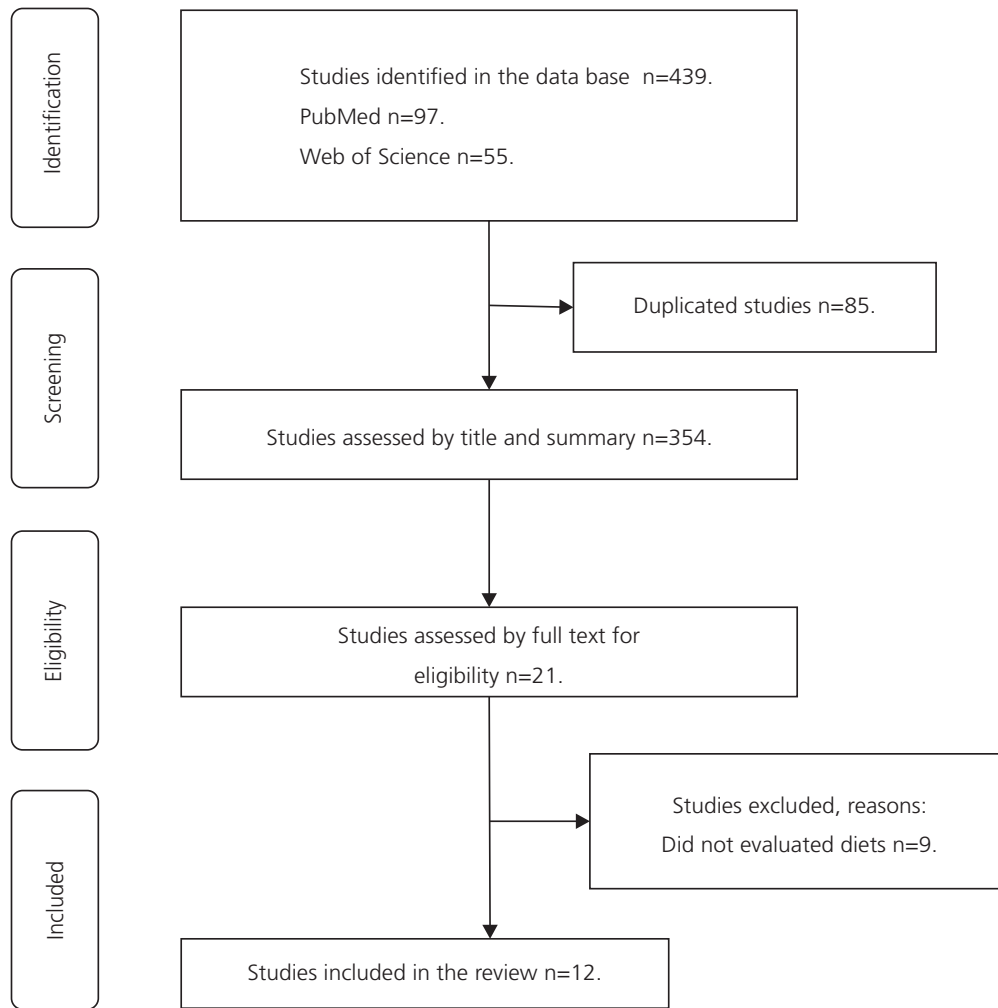 Identification
Studies identified in the data base n=439.
PubMed n=97.
Web of Science n=55.
Screening
Duplicated studies n=85.
Studies assessed by title and summary n=354.
Eligibility
Studies assessed by full text for
eligibility n=21.
Studies excluded, reasons:
Did not evaluated diets n=9.
Included
Studies included in the review n=12.